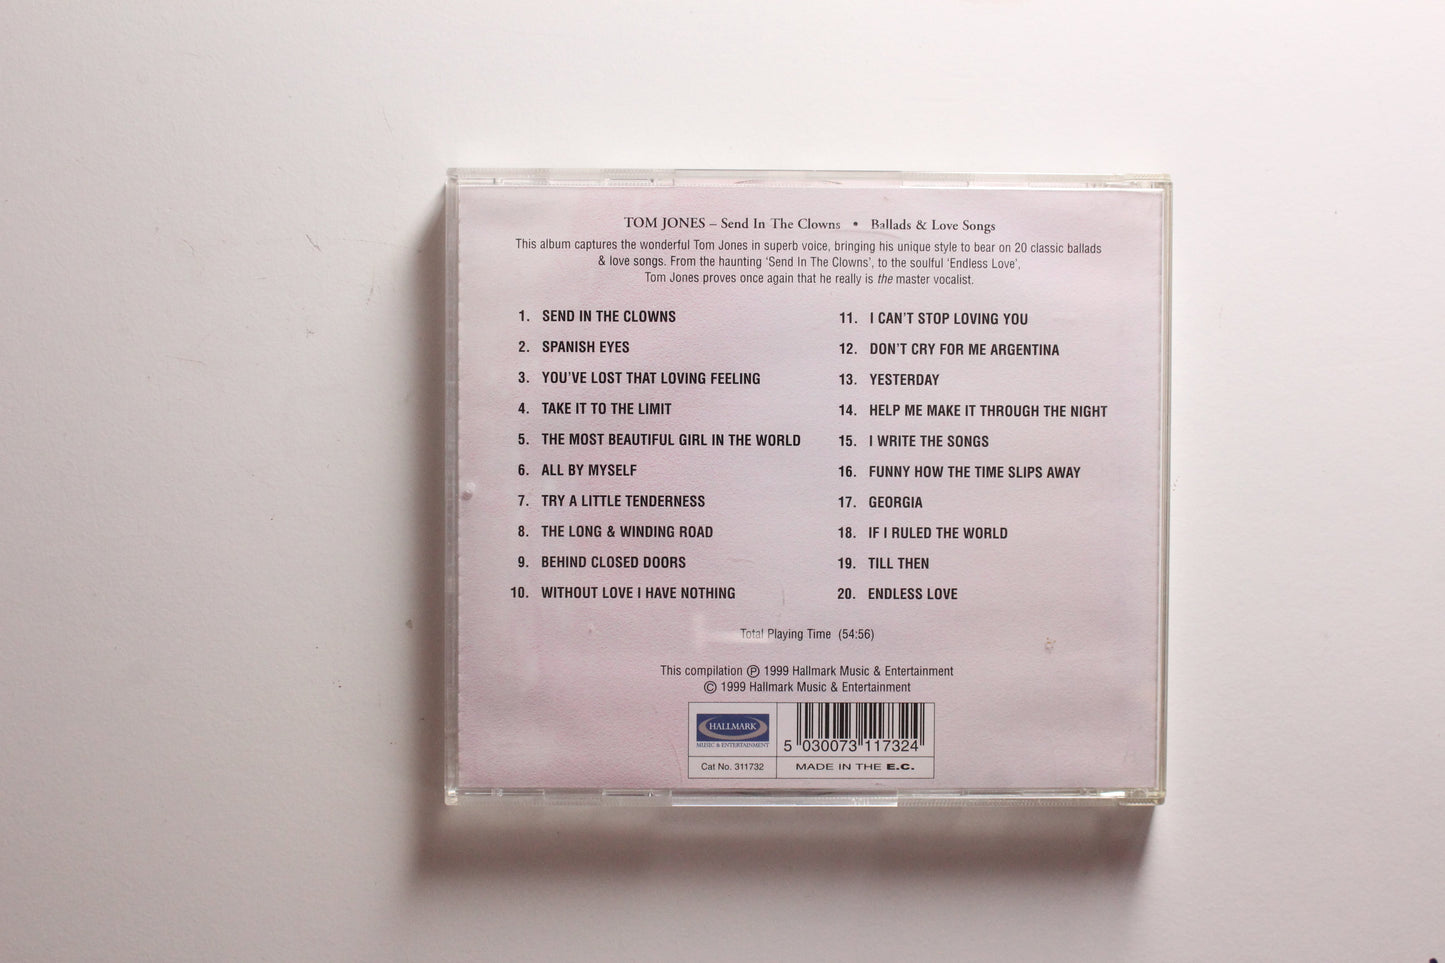 TOM JONES – Send In The Clowns • Ballads & Love Songs
This album captures the wonderful Tom Jones in superb voice, bringing his unique style to bear on 20 classic ballads
& love songs. From the haunting ‘Send In The Clowns’, to the soulful ‘Endless Love’,
Tom Jones proves once again that he really is the master vocalist.
1. SEND IN THE CLOWNS
2. SPANISH EYES
3. YOU’VE LOST THAT LOVING FEELING
4. TAKE IT TO THE LIMIT
5. THE MOST BEAUTIFUL GIRL IN THE WORLD
6. ALL BY MYSELF
7. TRY A LITTLE TENDERNESS
8. THE LONG & WINDING ROAD
9. BEHIND CLOSED DOORS
10. WITHOUT LOVE I HAVE NOTHING
11. I CAN’T STOP LOVING YOU
12. DON’T CRY FOR ME ARGENTINA
13. YESTERDAY
14. HELP ME MAKE IT THROUGH THE NIGHT
15. I WRITE THE SONGS
16. FUNNY HOW THE TIME SLIPS AWAY
17. GEORGIA
18. IF I RULED THE WORLD
19. TILL THEN
20. ENDLESS LOVE
Total Playing Time (54:56)
This compilation ℗ 1999 Hallmark Music & Entertainment
© 1999 Hallmark Music & Entertainment
HALLMARK
MUSIC & ENTERTAINMENT
Cat No. 311732
5 030073 117324
MADE IN THE E.C.